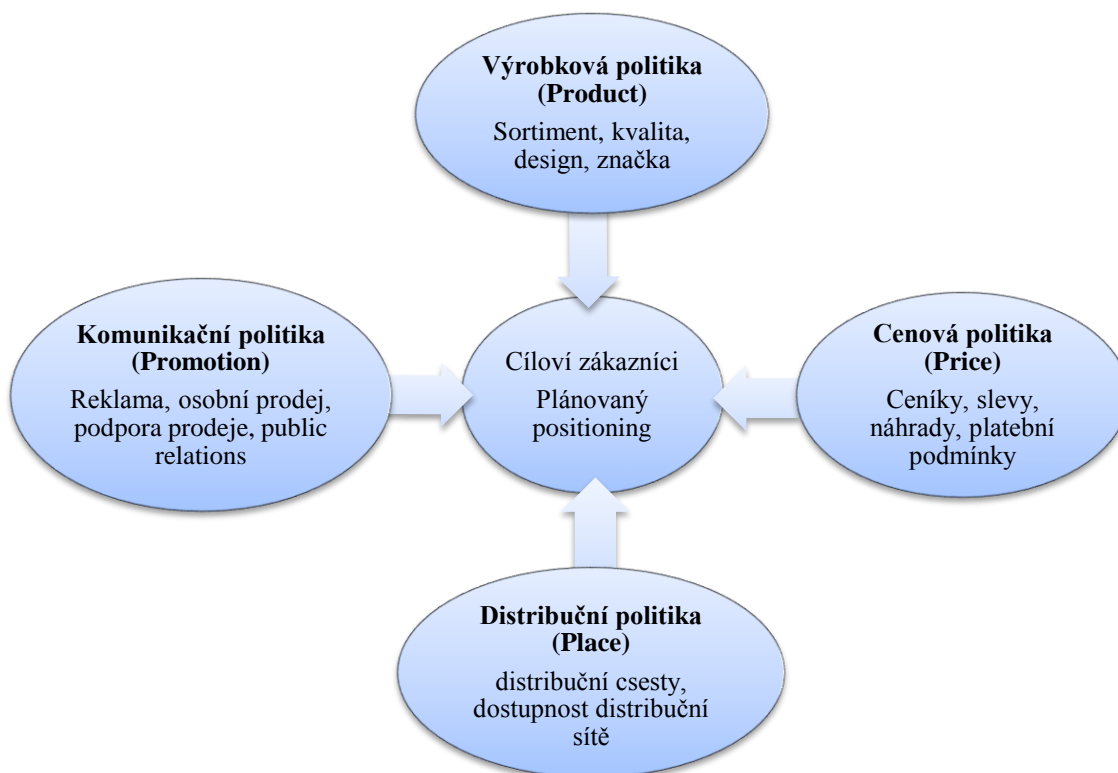 Výrobková politika
(Product)
Sortiment, kvalita,
design, značka
Komunikační politika
(Promotion)
Reklama, osobní prodej,
podpora prodeje, public
relations
Cíloví zákazníci
Plánovaný
positioning
Cenová politika
(Price)
Ceníky, slevy,
náhrady, platební
podmínky
Distribuční politika
(Place)
distribuční csesty,
dostupnost distribuční
sítě